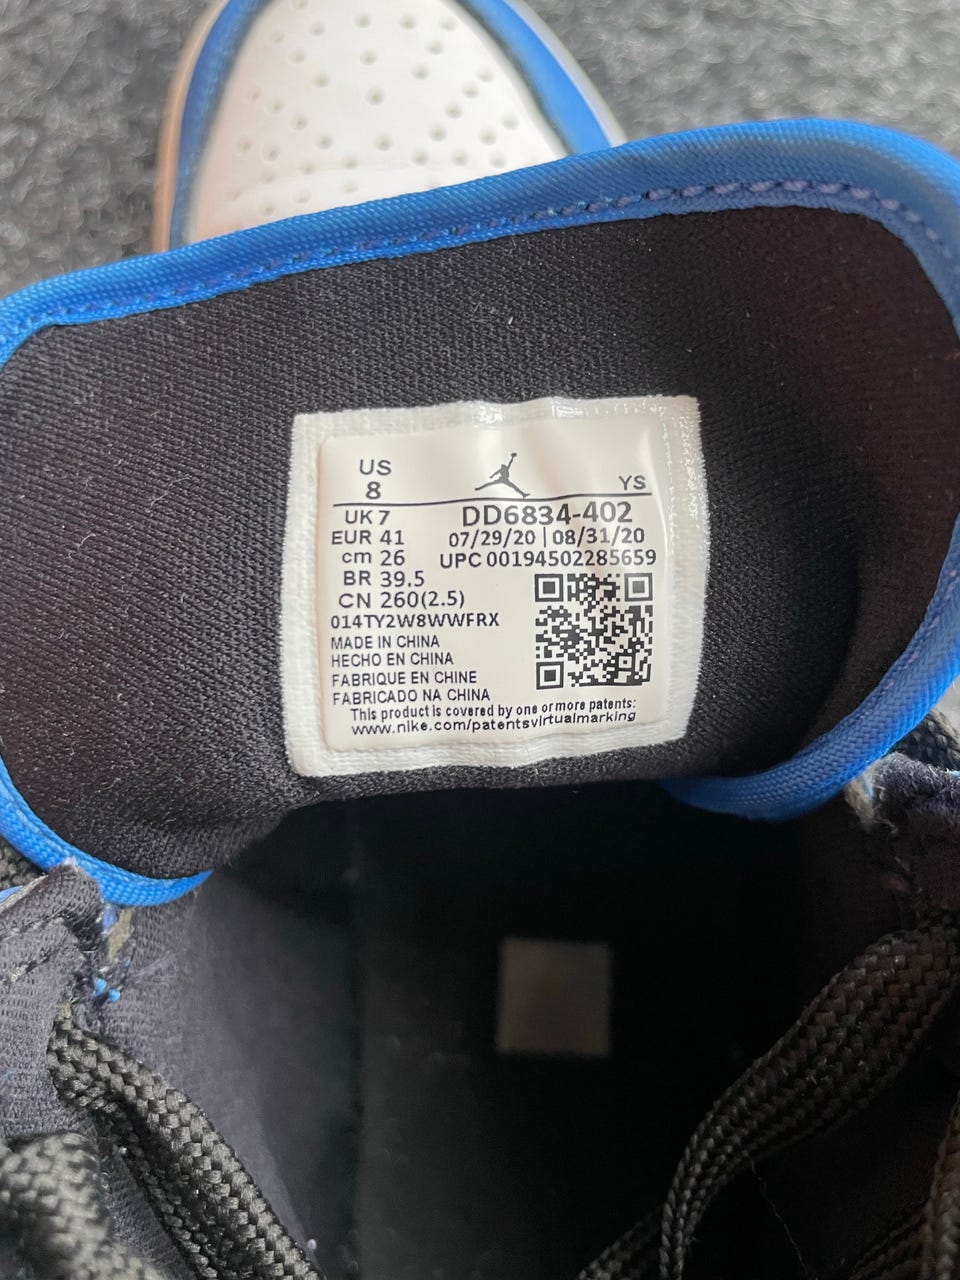 US
8 YS
UK 7 DD6834-402
EUR 41 07/29/20 | 08/31/20
cm 26 UPC 00194502285659
BR 39.5
CN 260(2.5)
014TY2W8WWFRX
MADE IN CHINA
HECHO EN CHINA
FABRIQUE EN CHINE
FABRICADO NA CHINA
This product is covered by one or more patents:
www.nike.com/patentsvirtualmarking